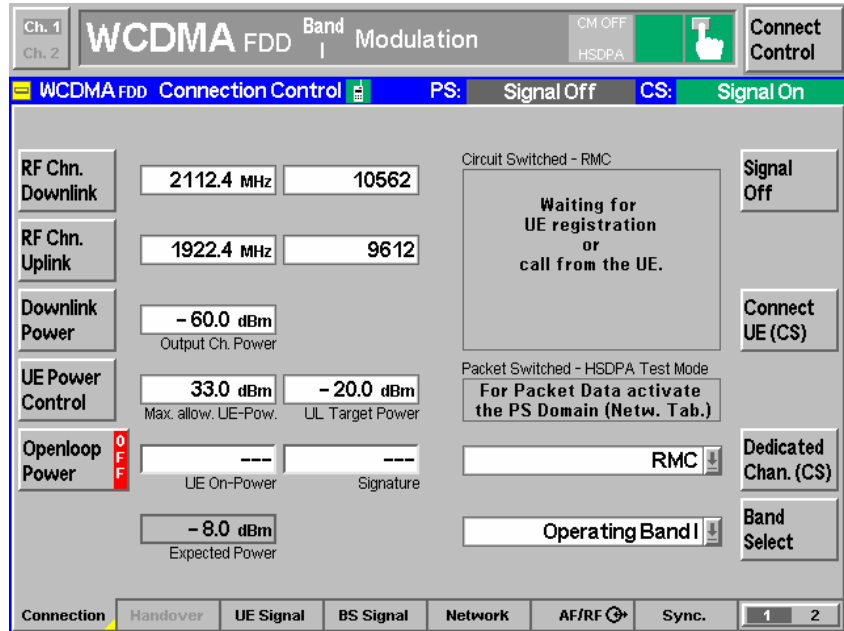 Ch. 1
Ch. 2
WCDMA FDD Band I Modulation
CM OFF
HSDPA
Connect Control
WCDMA FDD Connection Control PS: Signal Off CS: Signal On
RF Chn. Downlink
2112.4 MHz 10562
Circuit Switched - RMC
Waiting for
UE registration
or
call from the UE.
Signal Off
RF Chn. Uplink
1922.4 MHz 9612
Downlink Power
– 60.0 dBm
Output Ch. Power
Connect UE (CS)
UE Power Control
33.0 dBm – 20.0 dBm
Max. allow. UE-Pow. UL Target Power
Packet Switched - HSDPA Test Mode
For Packet Data activate
the PS Domain (Netw. Tab.)
Openloop Power
OFF
--- ---
UE On-Power Signature
RMC
Dedicated Chan. (CS)
– 8.0 dBm
Expected Power
Operating Band I
Band Select
Connection Handover UE Signal BS Signal Network AF/RF Sync. 1 2